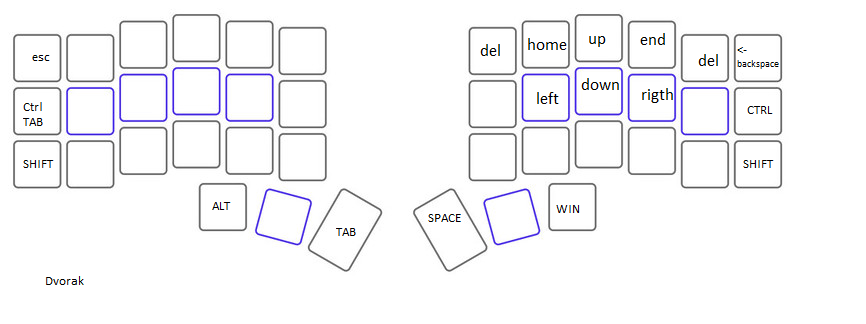 esc
del
home
up
end
del
<-
backspace
Ctrl
TAB
left
down
rigth
CTRL
SHIFT
SHIFT
ALT
TAB
SPACE
WIN
Dvorak